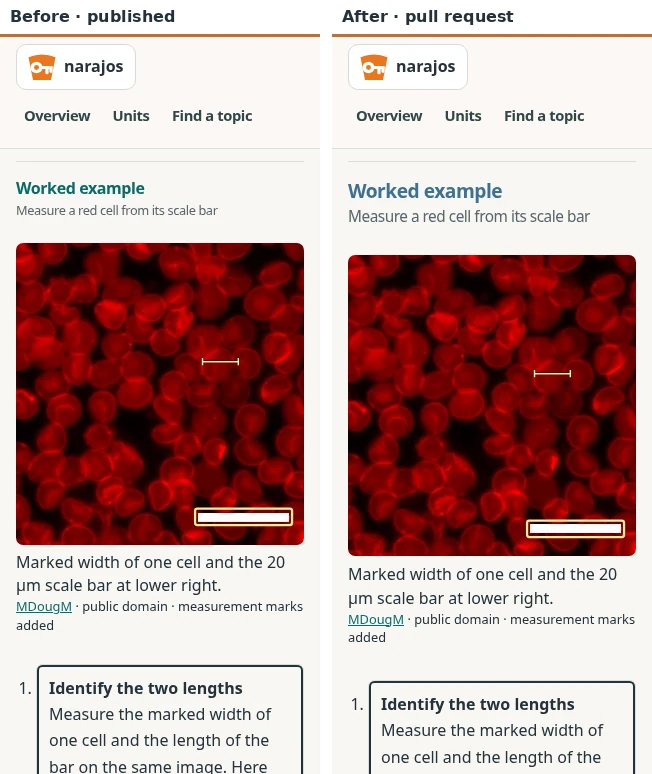 Before · published
narajos
Overview Units Find a topic
Worked example
Measure a red cell from its scale bar
Marked width of one cell and the 20
μm scale bar at lower right.
MDougM · public domain · measurement marks
added
1. Identify the two lengths
Measure the marked width of
one cell and the length of the
bar on the same image. Here
After · pull request
narajos
Overview Units Find a topic
Worked example
Measure a red cell from its scale bar
Marked width of one cell and the 20
μm scale bar at lower right.
MDougM · public domain · measurement marks
added
1. Identify the two lengths
Measure the marked width of
one cell and the length of the